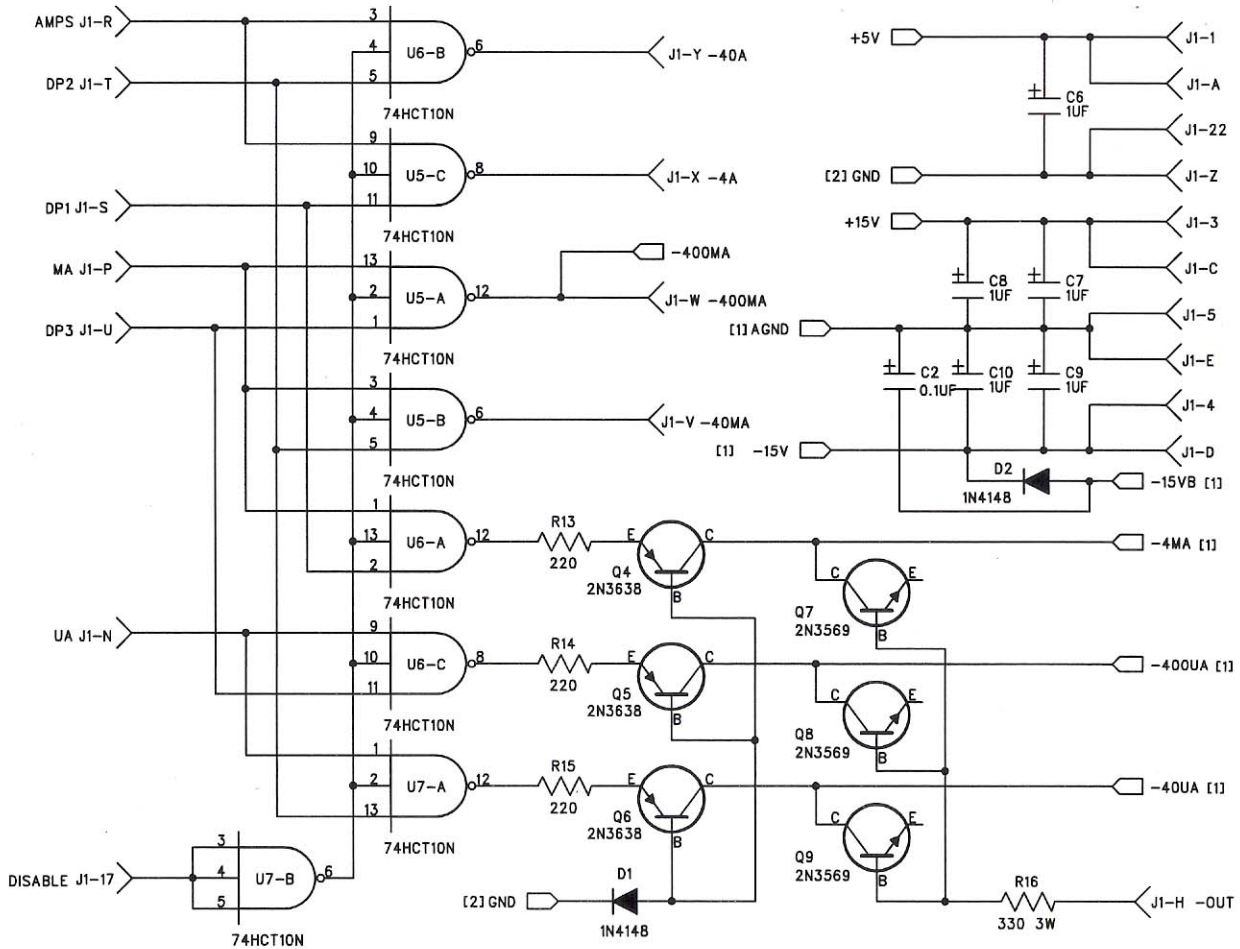 AMPS J1-R
3
4
5
U6-B
6
J1-Y -40A
DP2 J1-T
74HCT10N
9
10
11
U5-C
8
J1-X -4A
DP1 J1-S
74HCT10N
MA J1-P
13
2
1
U5-A
12
-400MA
J1-W -400MA
DP3 J1-U
74HCT10N
3
4
5
U5-B
6
J1-V -40MA
74HCT10N
1
13
2
U6-A
12
R13
220
E
C
B
Q4
2N3638
-4MA [1]
74HCT10N
C
E
B
Q7
2N3569
UA J1-N
9
10
11
U6-C
8
R14
220
E
C
B
Q5
2N3638
-400UA [1]
74HCT10N
C
E
B
Q8
2N3569
1
2
13
U7-A
12
R15
220
E
C
B
Q6
2N3638
-40UA [1]
74HCT10N
C
E
B
Q9
2N3569
DISABLE J1-17
3
4
5
U7-B
6
74HCT10N
[2] GND
D1
1N4148
R16
330 3W
J1-H -OUT
+5V
J1-1
J1-A
+
C6
1UF
J1-22
[2] GND
J1-Z
+15V
J1-3
J1-C
+
C8
1UF
+
C7
1UF
[1] AGND
J1-5
J1-E
+
C2
0.1UF
+
C10
1UF
+
C9
1UF
J1-4
[1] -15V
J1-D
D2
1N4148
-15VB [1]